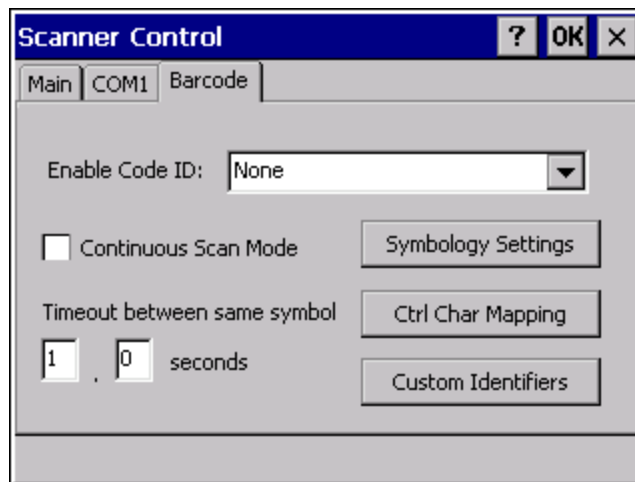 Scanner Control ? OK ×
Main COM1 Barcode
Enable Code ID: None
Continuous Scan Mode Symbology Settings
Timeout between same symbol Ctrl Char Mapping
1 . 0 seconds
Custom Identifiers